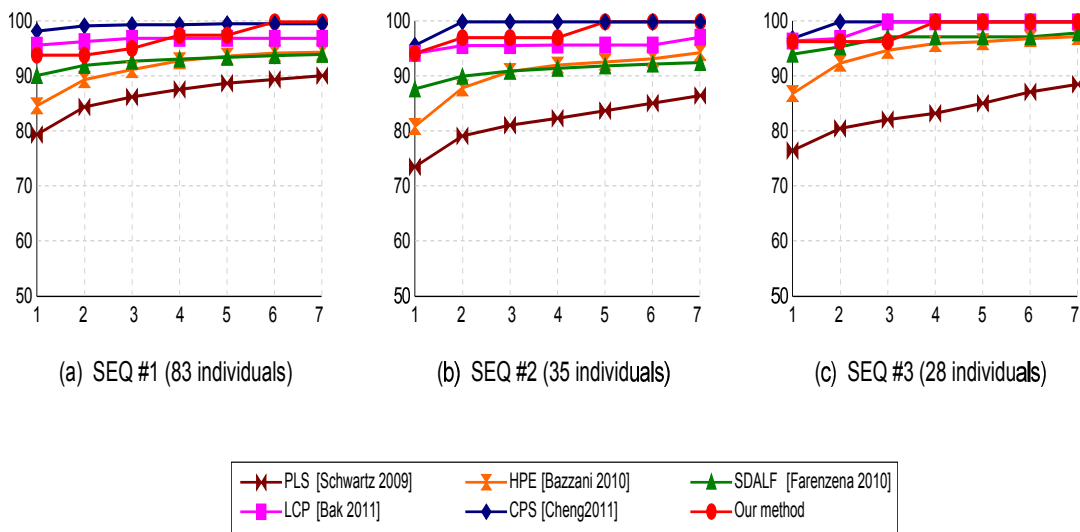 100
90
80
70
60
50
1 2 3 4 5 6 7
(a) SEQ #1 (83 individuals)
100
90
80
70
60
50
1 2 3 4 5 6 7
(b) SEQ #2 (35 individuals)
100
90
80
70
60
50
1 2 3 4 5 6 7
(c) SEQ #3 (28 individuals)
PLS [Schwartz 2009] HPE [Bazzani 2010] SDALF [Farenzena 2010]
LCP [Bak 2011] CPS [Cheng2011] Our method